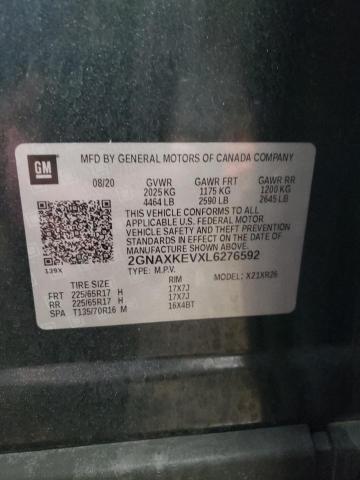 GM
MFD BY GENERAL MOTORS OF CANADA COMPANY
08/20 GVWR GAWR FRT GAWR RR
2025 KG 1175 KG 1200 KG
4464 LB 2590 LB 2645 LB
THIS VEHICLE CONFORMS TO ALL
APPLICABLE U.S. FEDERAL MOTOR
VEHICLE SAFETY AND THEFT PREVENTION
STANDARDS IN EFFECT ON THE DATE OF
MANUFACTURE SHOWN ABOVE.
139X 2GNAXKEVXL6276592
TYPE: M.P.V. MODEL: X21XR26
TIRE SIZE RIM
FRT 225/65R17 H 17X7J
RR 225/65R17 H 17X7J
SPA T135/70R16 M 16X4BT